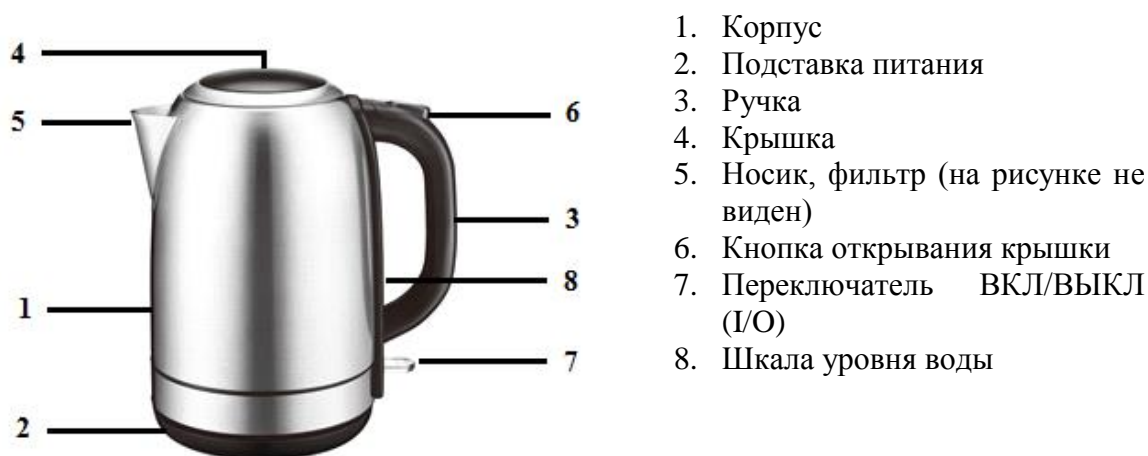 4
5
6
3
8
1
7
2
1. Корпус
2. Подставка питания
3. Ручка
4. Крышка
5. Носик, фильтр (на рисунке не
виден)
6. Кнопка открывания крышки
7. Переключатель ВКЛ/ВЫКЛ
(I/O)
8. Шкала уровня воды